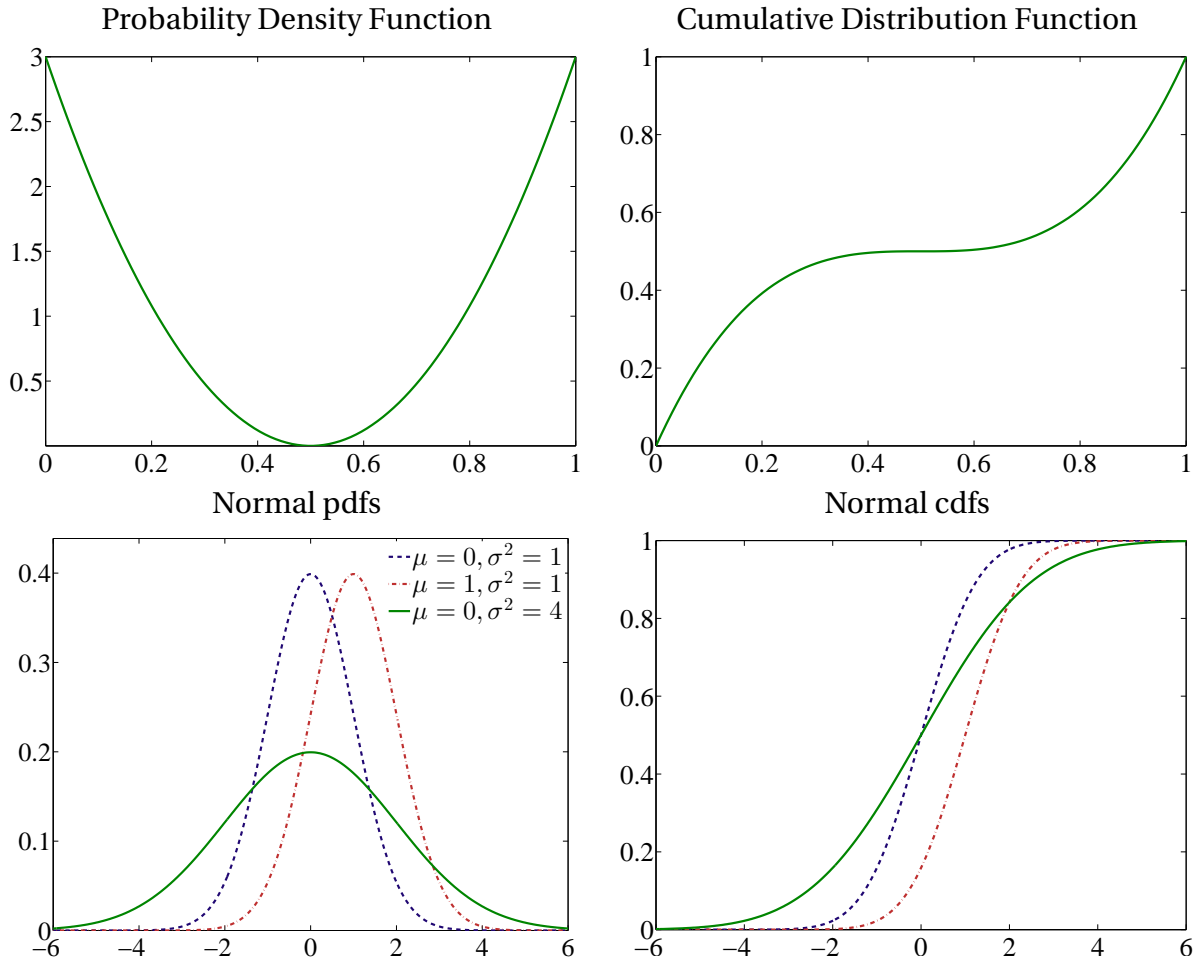 Probability Density Function
3
2.5
2
1.5
1
0.5
0 0.2 0.4 0.6 0.8 1
Cumulative Distribution Function
1
0.8
0.6
0.4
0.2
0
0 0.2 0.4 0.6 0.8 1
Normal pdfs
μ = 0, σ² = 1
μ = 1, σ² = 1
μ = 0, σ² = 4
0.4
0.3
0.2
0.1
0
−6 −4 −2 0 2 4 6
Normal cdfs
1
0.8
0.6
0.4
0.2
0
−6 −4 −2 0 2 4 6